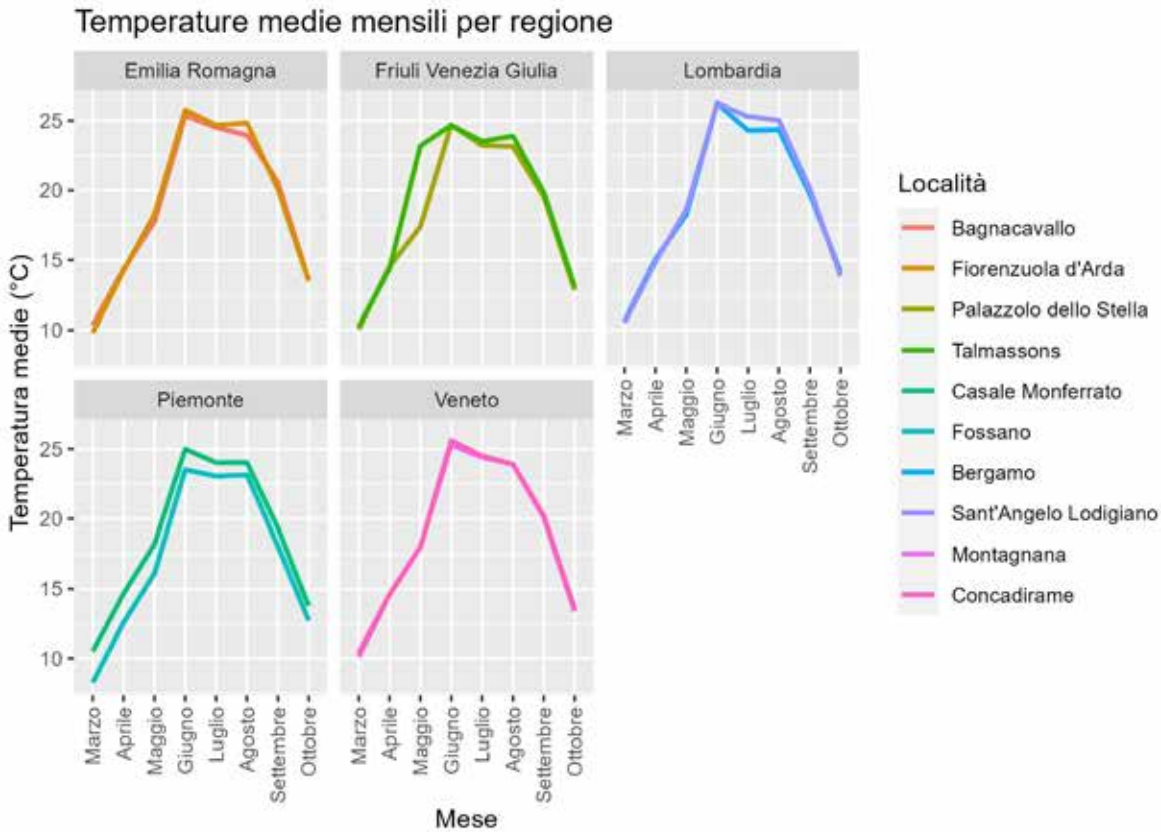 Temperature medie mensili per regione
Emilia Romagna
Friuli Venezia Giulia
Lombardia
25
20
15
10
Piemonte
Veneto
Marzo
Aprile
Maggio
Giugno
Luglio
Agosto
Settembre
Ottobre
25
20
15
10
Marzo
Aprile
Maggio
Giugno
Luglio
Agosto
Settembre
Ottobre
Marzo
Aprile
Maggio
Giugno
Luglio
Agosto
Settembre
Ottobre
Temperatura medie (°C)
Mese
Località
Bagnacavallo
Fiorenzuola d'Arda
Palazzolo dello Stella
Talmassons
Casale Monferrato
Fossano
Bergamo
Sant'Angelo Lodigiano
Montagnana
Concadirame